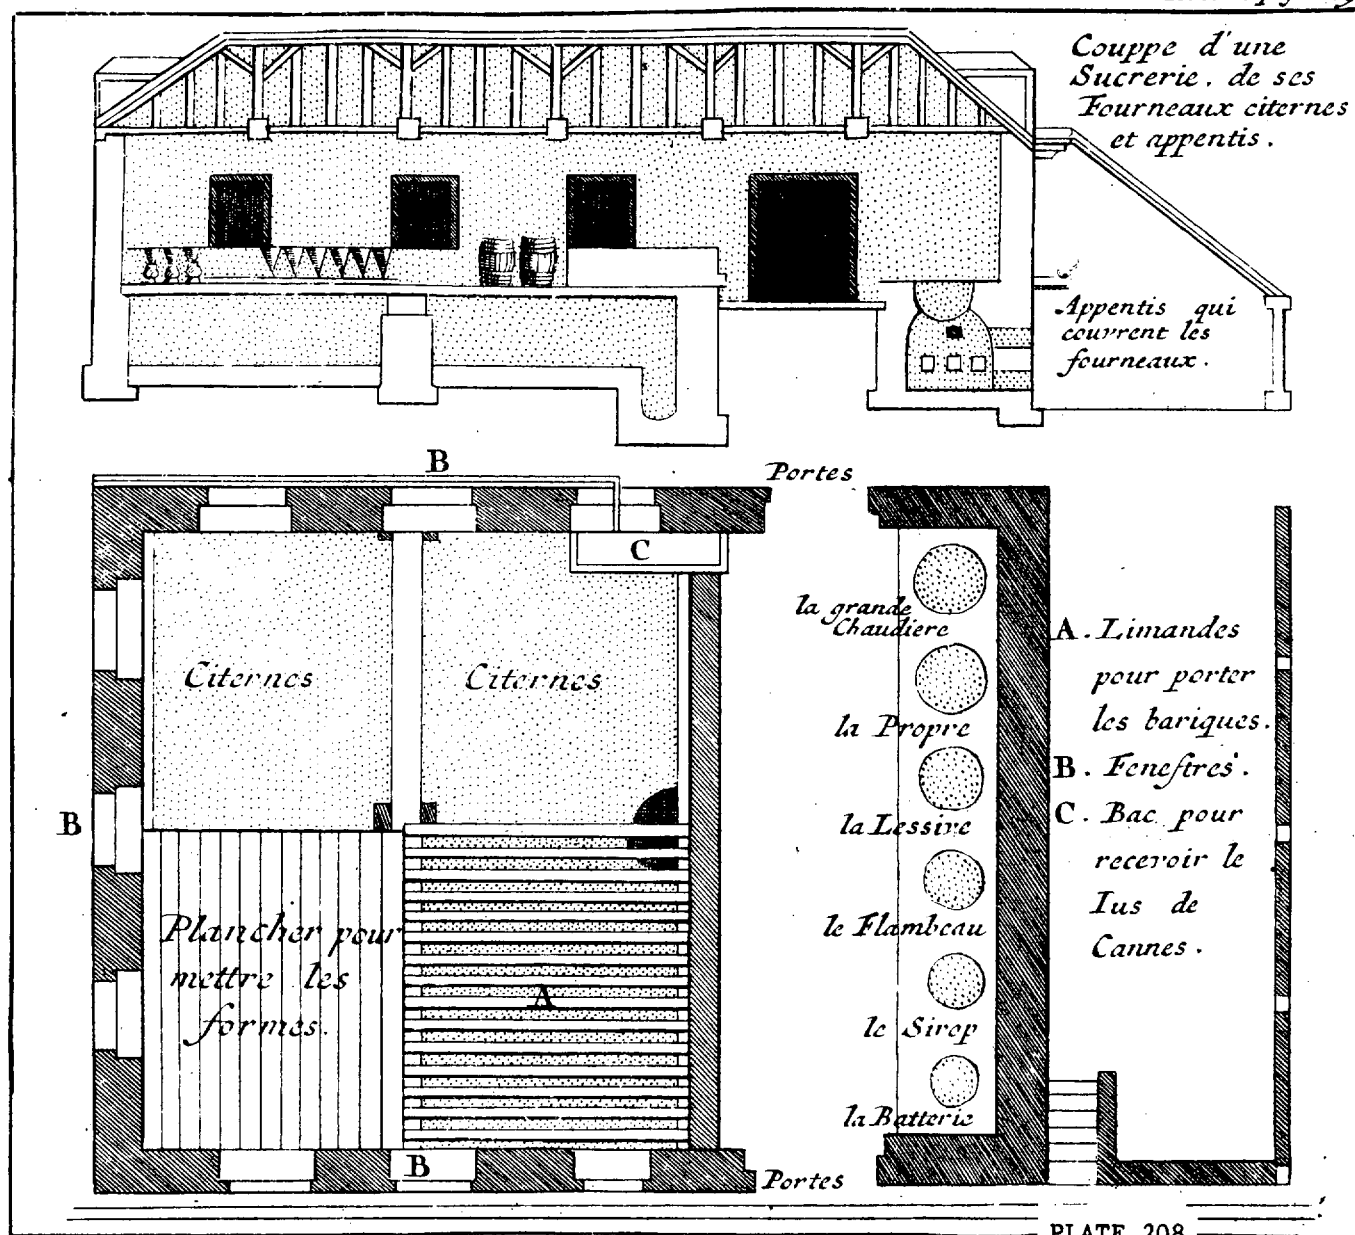 Couppe d'une
Sucrerie. de ses
Fourneaux citernes
et appentis.
Appentis qui
couvrent les
fourneaux.
B
Portes
C
la grande
Chaudiere
A. Limandes
pour porter
les bariques.
Citernes Citernes
la Propre
B. Fenestres.
B
la Lessive
C. Bac pour
recevoir le
Ius de
Cannes.
Plancher pour
mettre les
formes.
le Flambeau
A
le Sirop
la Batterie
B
Portes
PLATE 208